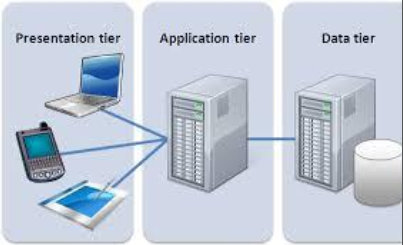 Presentation tier
Application tier
Data tier